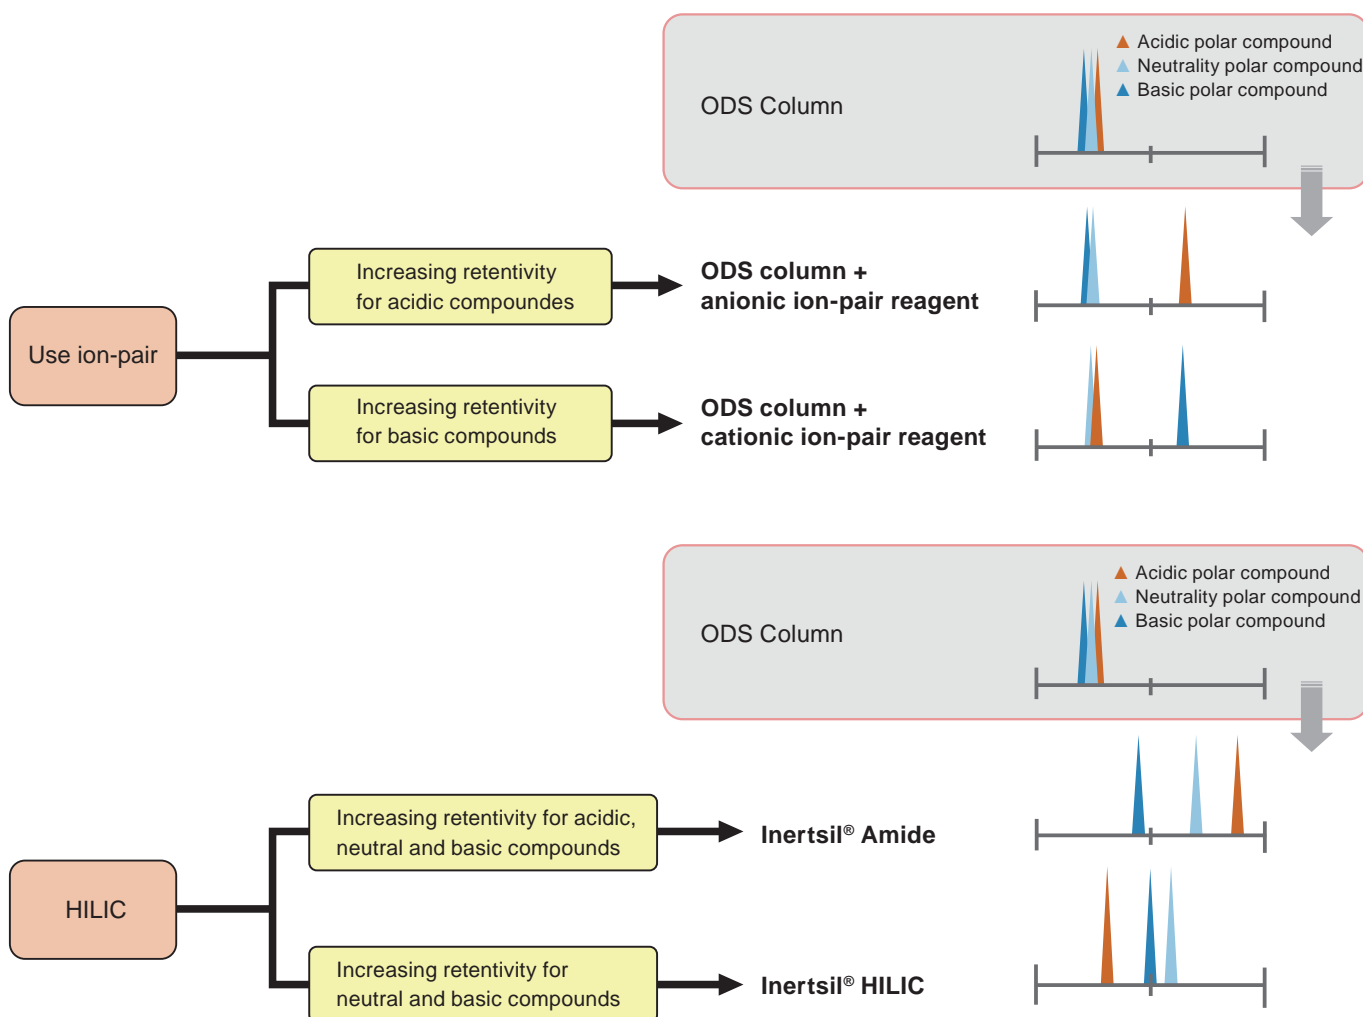 Acidic polar compound
Neutrality polar compound
Basic polar compound
ODS Column
Increasing retentivity
for acidic compoundes
ODS column +
anionic ion-pair reagent
Use ion-pair
Increasing retentivity
for basic compounds
ODS column +
cationic ion-pair reagent
Acidic polar compound
Neutrality polar compound
Basic polar compound
ODS Column
Increasing retentivity for acidic,
neutral and basic compounds
Inertsil® Amide
HILIC
Increasing retentivity for
neutral and basic compounds
Inertsil® HILIC